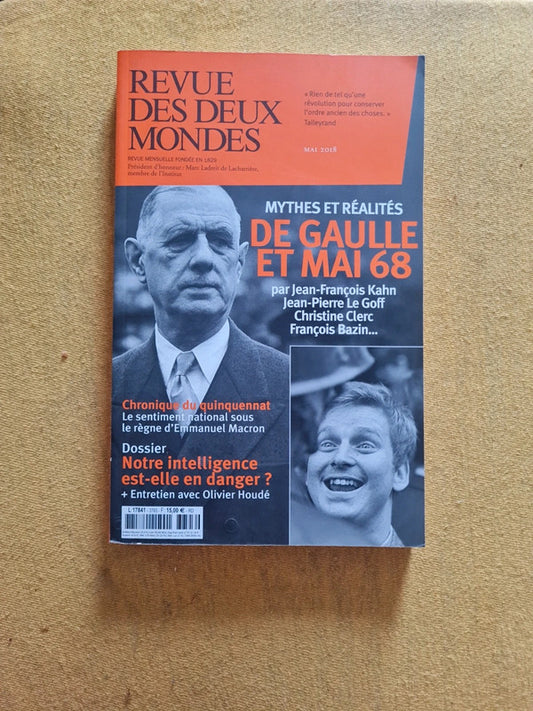 REVUE
DES DEUX
MONDES
REVUE MENSUELLE FONDÉE EN 1829
Président d'honneur : Marc Ladreit de Lacharrière,
membre de l'Institut
« Rien de tel qu'une
révolution pour conserver
l'ordre ancien des choses. »
Talleyrand
MAI 2018
MYTHES ET RÉALITÉS
DE GAULLE
ET MAI 68
par Jean-François Kahn
Jean-Pierre Le Goff
Christine Clerc
François Bazin...
Chronique du quinquennat
Le sentiment national sous
le règne d'Emmanuel Macron
Dossier
Notre intelligence
est-elle en danger ?
+ Entretien avec Olivier Houdé
L 17841 - 3793 - F: 15,00 € - RD